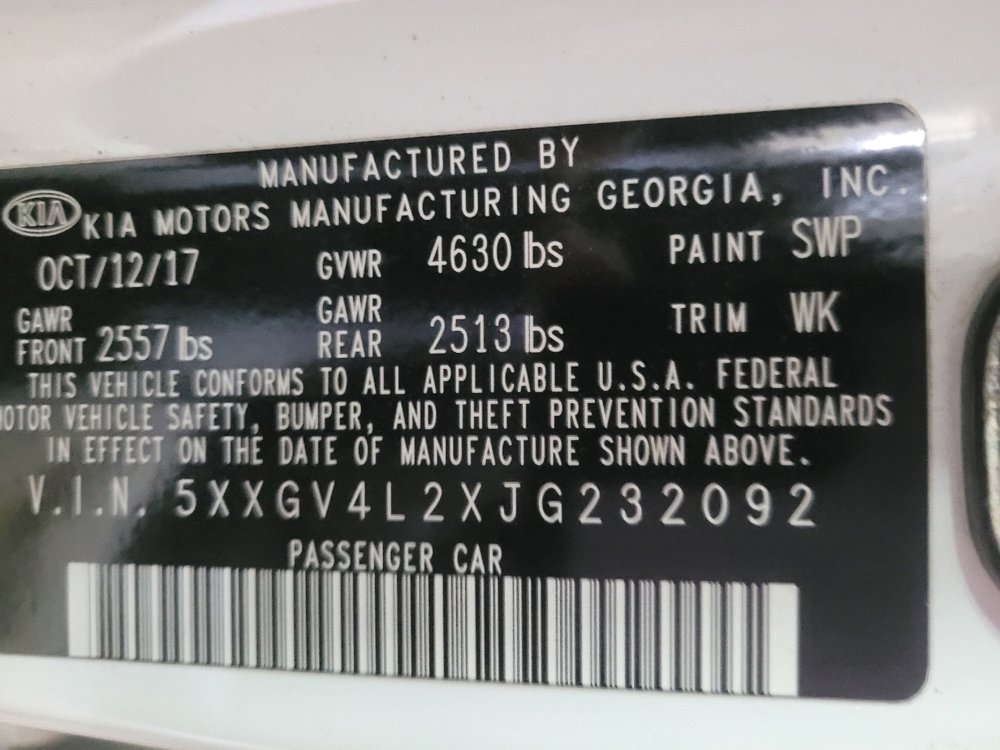 MANUFACTURED BY
KIA KIA MOTORS MANUFACTURING GEORGIA, INC.
OCT/12/17 GVWR 4630 lbs PAINT SWP
GAWR FRONT 2557 lbs GAWR REAR 2513 lbs TRIM WK
THIS VEHICLE CONFORMS TO ALL APPLICABLE U.S.A. FEDERAL
MOTOR VEHICLE SAFETY, BUMPER, AND THEFT PREVENTION STANDARDS
IN EFFECT ON THE DATE OF MANUFACTURE SHOWN ABOVE.
V.I.N. 5XXGV4L2XJG232092
PASSENGER CAR